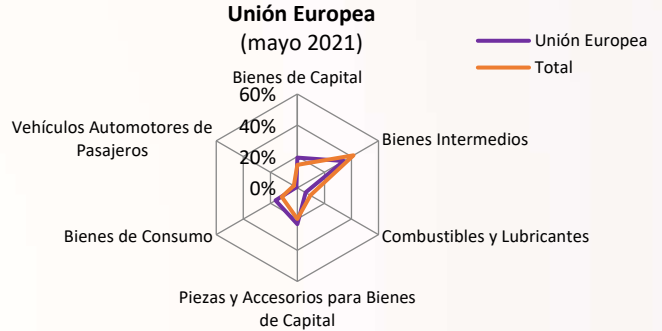 Unión Europea
(mayo 2021)
Unión Europea
Total
Bienes de Capital
60%
40%
20%
0%
Vehículos Automotores de
Pasajeros
Bienes Intermedios
Bienes de Consumo
Combustibles y Lubricantes
Piezas y Accesorios para Bienes
de Capital